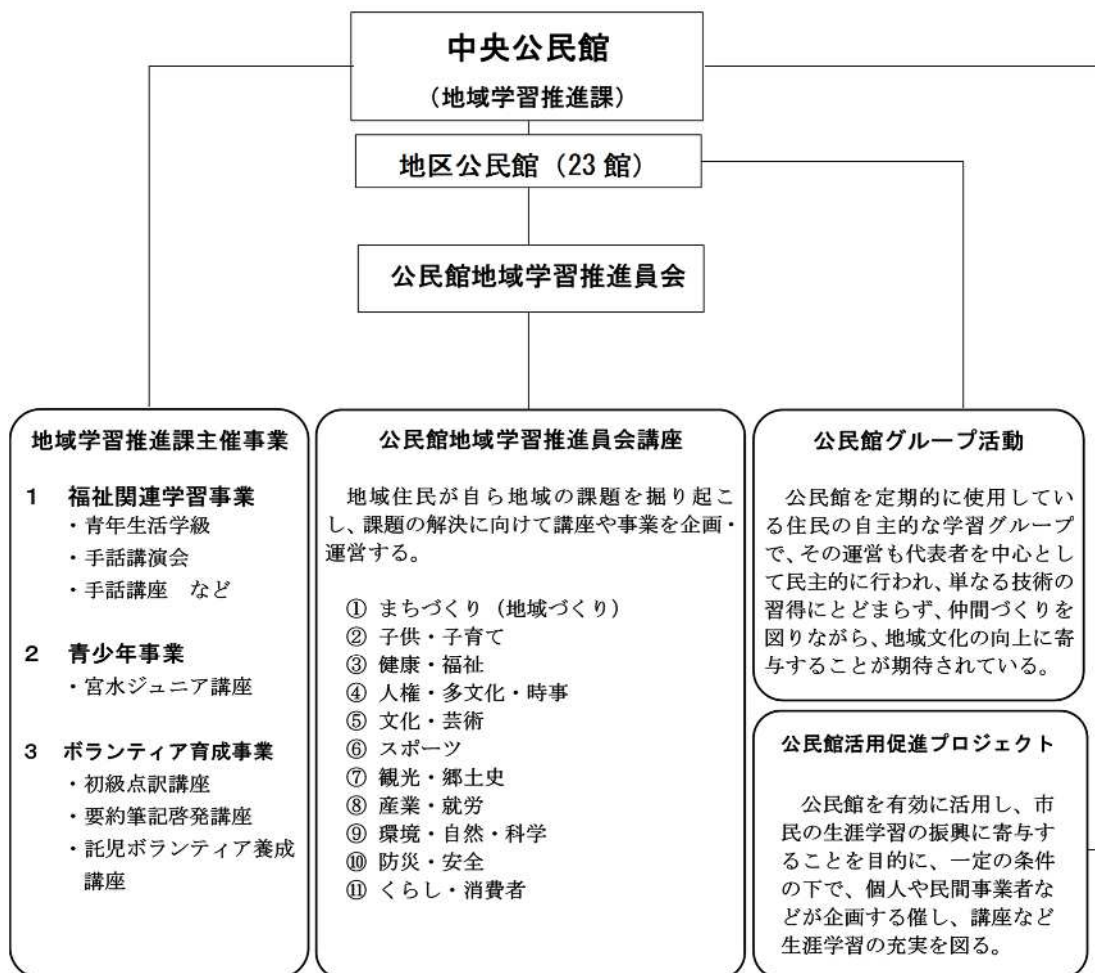 中央公民館
(地域学習推進課)
地区公民館（23館）
公民館地域学習推進員会
地域学習推進課主催事業
1 福祉関連学習事業
・青年生活学級
・手話講演会
・手話講座 など
2 青少年事業
・宮水ジュニア講座
3 ボランティア育成事業
・初級点訳講座
・要約筆記啓発講座
・託児ボランティア養成
講座
公民館地域学習推進員会講座
地域住民が自ら地域の課題を掘り起こ
し、課題の解決に向けて講座や事業を企画・
運営する。
① まちづくり（地域づくり）
② 子供・子育て
③ 健康・福祉
④ 人権・多文化・時事
⑤ 文化・芸術
⑥ スポーツ
⑦ 観光・郷土史
⑧ 産業・就労
⑨ 環境・自然・科学
⑩ 防災・安全
⑪ くらし・消費者
公民館グループ活動
公民館を定期的に使用してい
る住民の自主的な学習グループ
で、その運営も代表者を中心として
て民主的に行われ、単なる技術の
習得にとどまらず、仲間づくりを
図りながら、地域文化の向上に寄
与することが期待されている。
公民館活用促進プロジェクト
公民館を有効に活用し、市
民の生涯学習の振興に寄与す
ることを目的に、一定の条件
の下で、個人や民間事業者な
どが企画する催し、講座など
生涯学習の充実を図る。